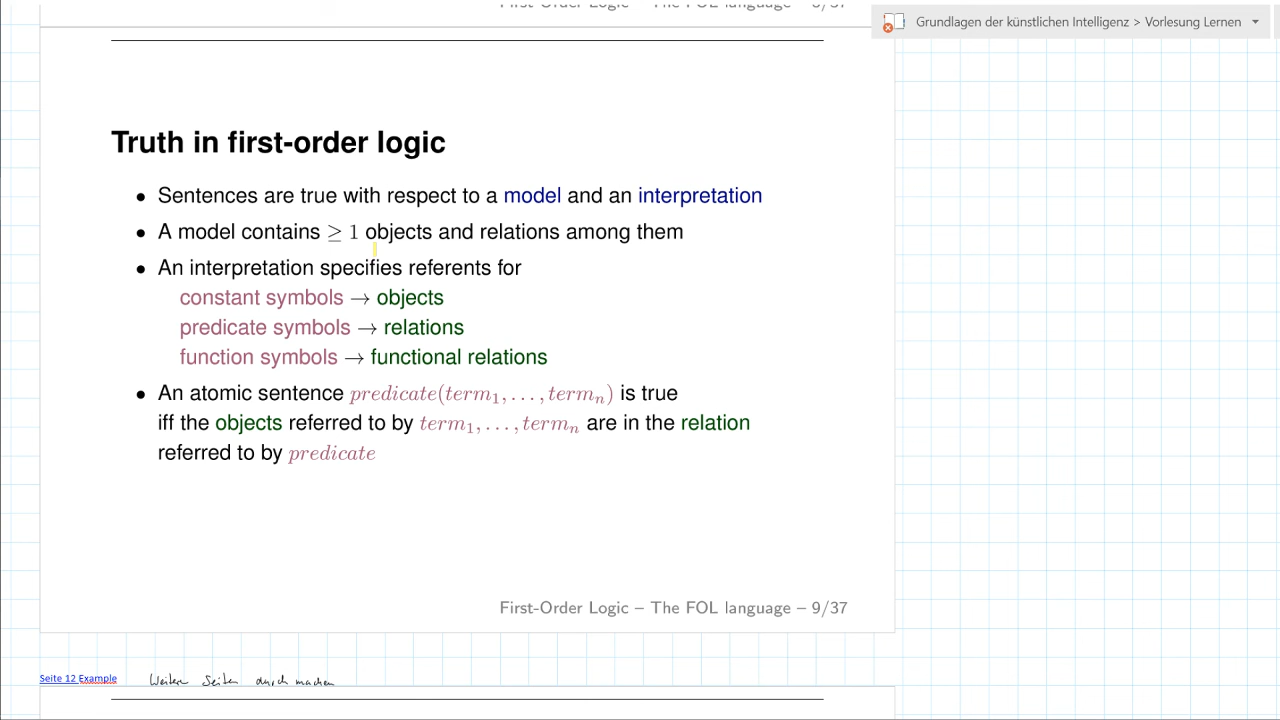 First-Order Logic – The FOL language – 8/37
Grundlagen der künstlichen Intelligenz > Vorlesung Lernen
Truth in first-order logic
• Sentences are true with respect to a model and an interpretation
• A model contains ≥ 1 objects and relations among them
• An interpretation specifies referents for
constant symbols → objects
predicate symbols → relations
function symbols → functional relations
• An atomic sentence predicate(term₁, . . . , termₙ) is true
iff the objects referred to by term₁, . . . , termₙ are in the relation
referred to by predicate
First-Order Logic – The FOL language – 9/37
Seite 12 Example Weitere Seiten durch machen